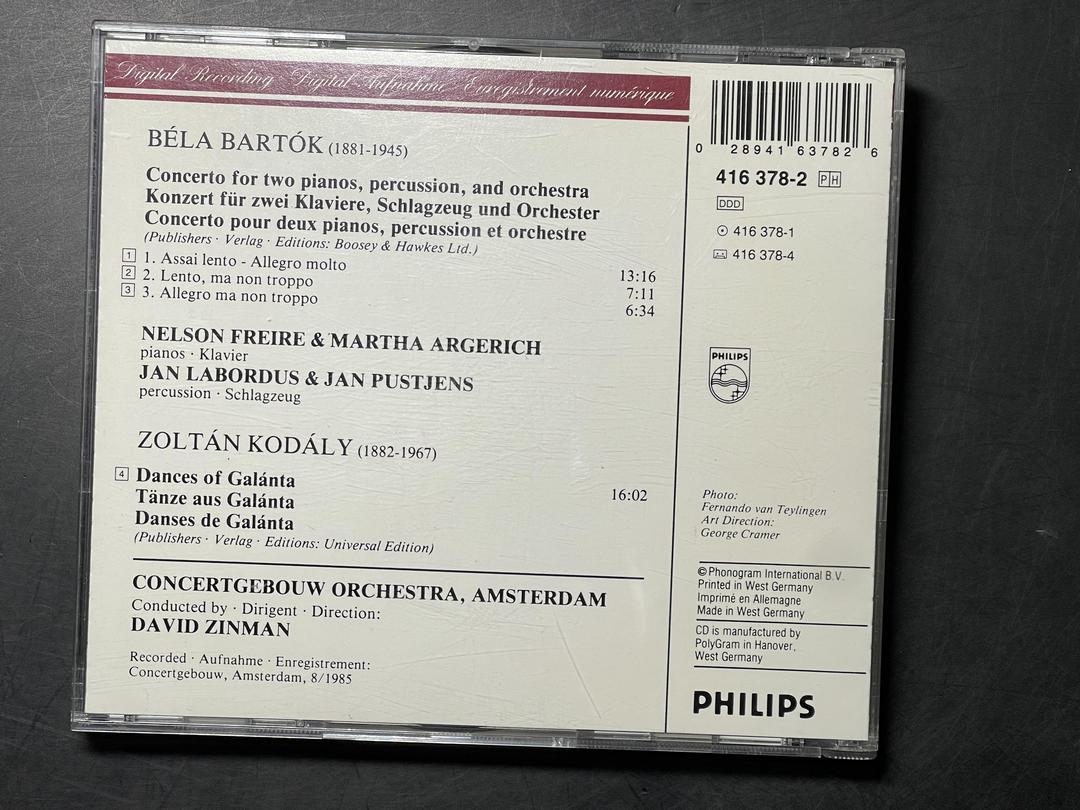 Digital Recording Digital Aufnahme Enregistrement numérique
BÉLA BARTÓK (1881-1945)
Concerto for two pianos, percussion, and orchestra
Konzert für zwei Klaviere, Schlagzeug und Orchester
Concerto pour deux pianos, percussion et orchestre
(Publishers · Verlag · Editions: Boosey & Hawkes Ltd.)
1 1. Assai lento - Allegro molto 13:16
2 2. Lento, ma non troppo 7:11
3 3. Allegro ma non troppo 6:34
NELSON FREIRE & MARTHA ARGERICH
pianos · Klavier
JAN LABORDUS & JAN PUSTJENS
percussion · Schlagzeug
ZOLTÁN KODÁLY (1882-1967)
4 Dances of Galánta
Tänze aus Galánta 16:02
Danses de Galánta
(Publishers · Verlag · Editions: Universal Edition)
CONCERTGEBOUW ORCHESTRA, AMSTERDAM
Conducted by · Dirigent · Direction:
DAVID ZINMAN
Recorded · Aufnahme · Enregistrement:
Concertgebouw, Amsterdam, 8/1985
0 28941 63782 6
416 378-2 PH
DDD
416 378-1
416 378-4
PHILIPS
Photo:
Fernando van Teylingen
Art Direction:
George Cramer
© Phonogram International B.V.
Printed in West Germany
Imprimé en Allemagne
Made in West Germany
CD is manufactured by
PolyGram in Hanover,
West Germany
PHILIPS